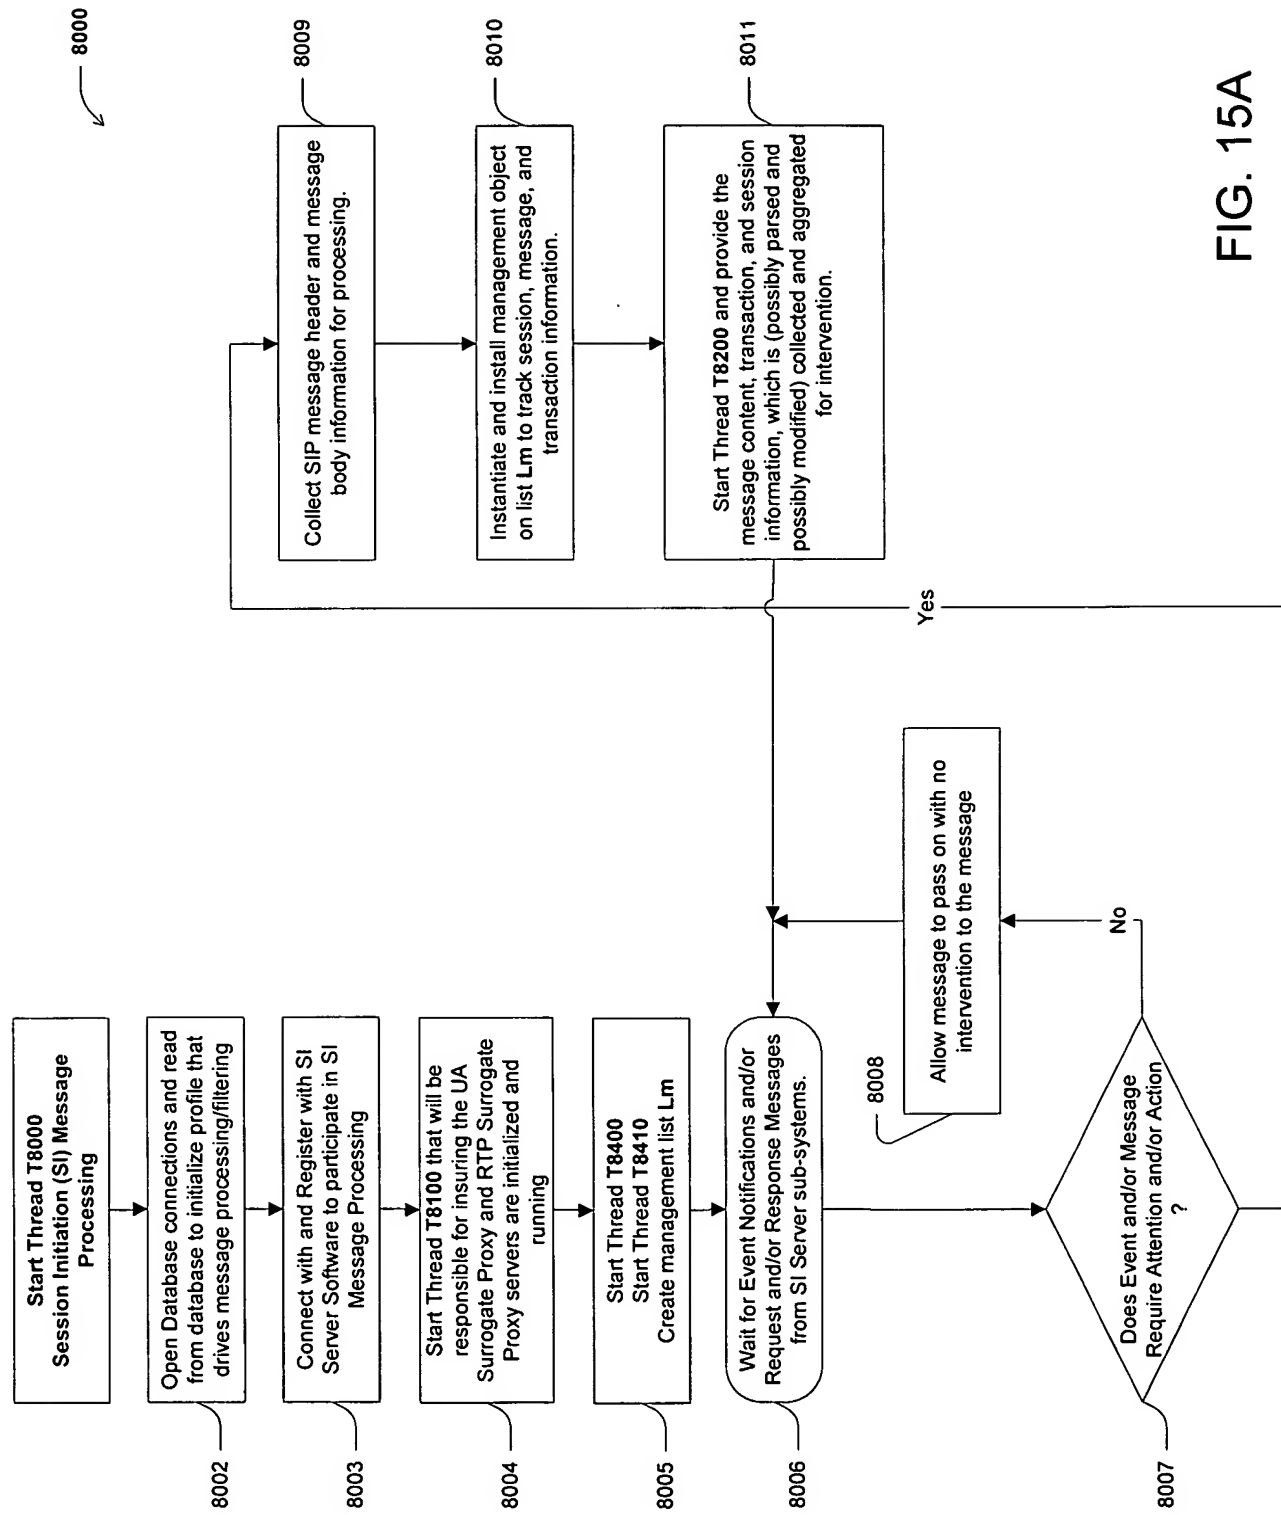 8000
Start Thread T8000
Session Initiation (SI) Message
Processing
8002
Open Database connections and read
from database to initialize profile that
drives message processing/filtering
8003
Connect with and Register with SI
Server Software to participate in SI
Message Processing
8004
Start Thread T8100 that will be
responsible for insuring the UA
Surrogate Proxy and RTP Surrogate
Proxy servers are initialized and
running
8005
Start Thread T8400
Start Thread T8410
Create management list Lm
8006
Wait for Event Notifications and/or
Request and/or Response Messages
from SI Server sub-systems.
8007
Does Event and/or Message
Require Attention and/or Action
?
No
8008
Allow message to pass on with no
intervention to the message
Yes
8009
Collect SIP message header and message
body information for processing.
8010
Instantiate and install management object
on list Lm to track session, message, and
transaction information.
8011
Start Thread T8200 and provide the
message content, transaction, and session
information, which is (possibly parsed and
possibly modified) collected and aggregated
for intervention.
FIG. 15A